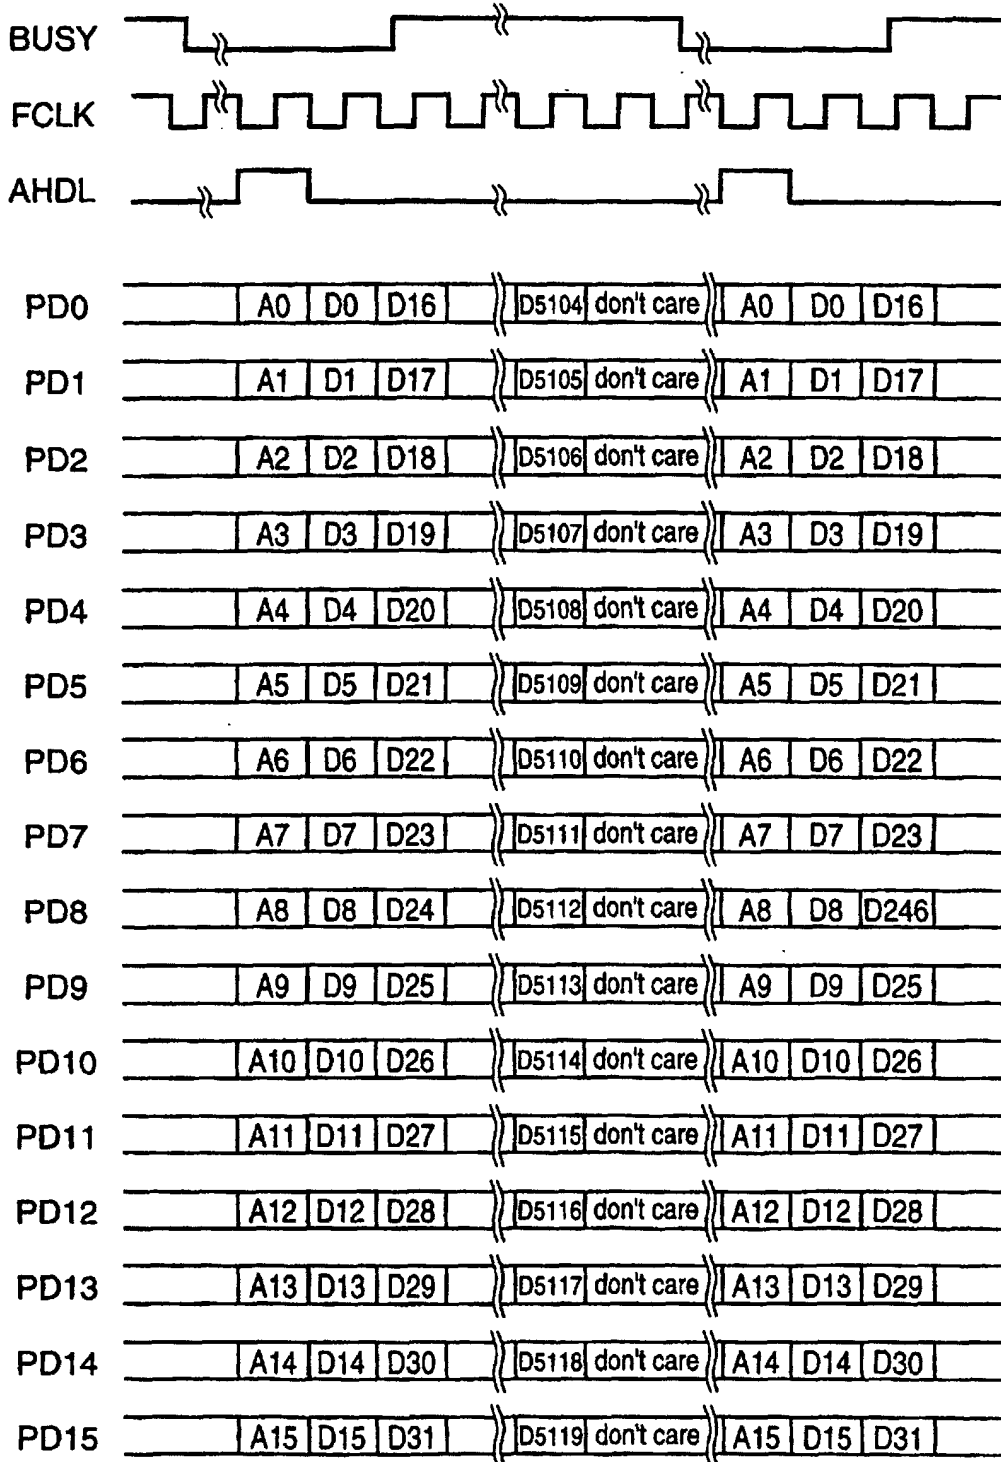 BUSY
FCLK
AHDL
PD0 A0 D0 D16 D5104 don't care A0 D0 D16
PD1 A1 D1 D17 D5105 don't care A1 D1 D17
PD2 A2 D2 D18 D5106 don't care A2 D2 D18
PD3 A3 D3 D19 D5107 don't care A3 D3 D19
PD4 A4 D4 D20 D5108 don't care A4 D4 D20
PD5 A5 D5 D21 D5109 don't care A5 D5 D21
PD6 A6 D6 D22 D5110 don't care A6 D6 D22
PD7 A7 D7 D23 D5111 don't care A7 D7 D23
PD8 A8 D8 D24 D5112 don't care A8 D8 D246
PD9 A9 D9 D25 D5113 don't care A9 D9 D25
PD10 A10 D10 D26 D5114 don't care A10 D10 D26
PD11 A11 D11 D27 D5115 don't care A11 D11 D27
PD12 A12 D12 D28 D5116 don't care A12 D12 D28
PD13 A13 D13 D29 D5117 don't care A13 D13 D29
PD14 A14 D14 D30 D5118 don't care A14 D14 D30
PD15 A15 D15 D31 D5119 don't care A15 D15 D31